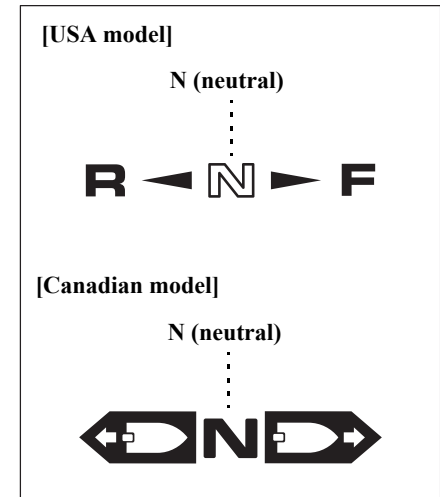 [USA model]
N (neutral)
R N F
[Canadian model]
N (neutral)
N